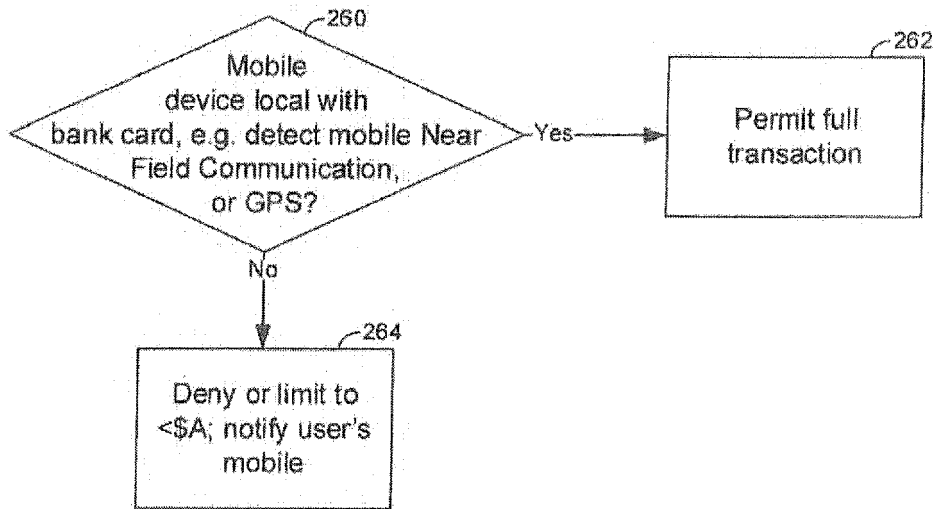 260
Mobile
device local with
bank card, e.g. detect mobile Near
Field Communication,
or GPS?
Yes
262
Permit full
transaction
No
264
Deny or limit to
<$A; notify user's
mobile